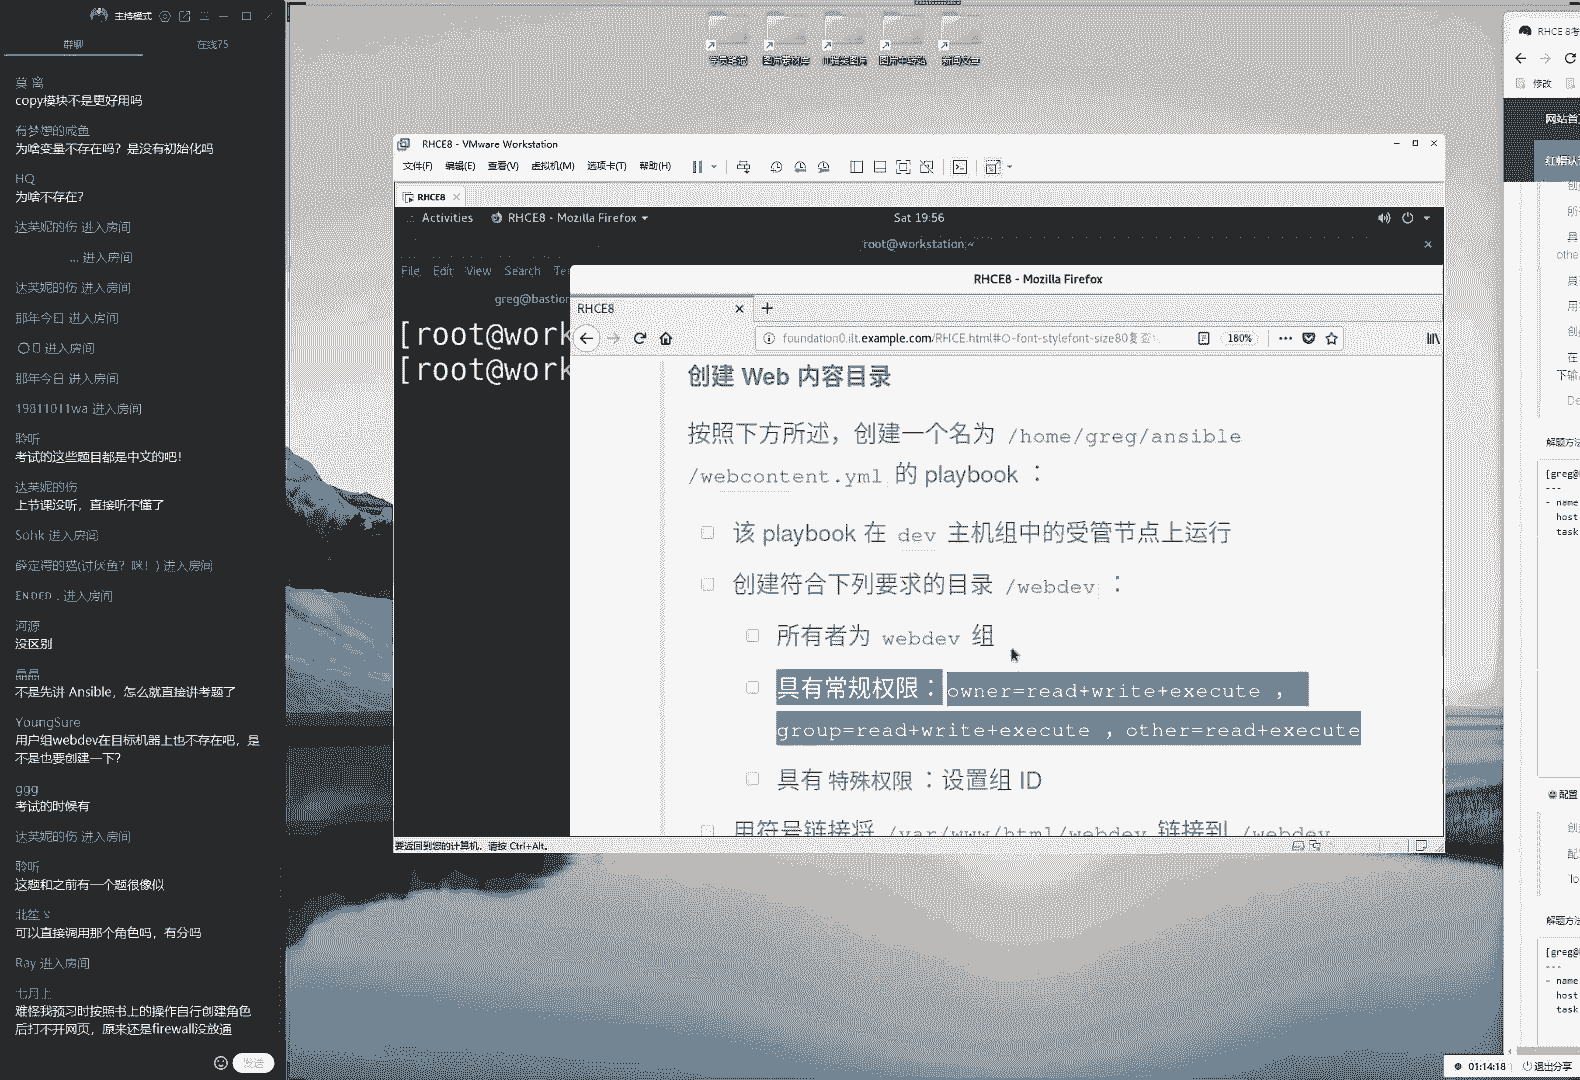 主持模式
群聊
在线75
莫 离
copy模块不是更好用吗
有梦想的咸鱼
为啥变量不存在吗？是没有初始化吗
HQ
为啥不存在？
达芙妮的伤 进入房间
... 进入房间
达芙妮的伤 进入房间
那年今日 进入房间
进入房间
那年今日 进入房间
19811011wa 进入房间
聆听
考试的这些题目都是中文的吧！
达芙妮的伤
上节课没听，直接听不懂了
Sohk 进入房间
薛定谔的猫(讨厌鱼？咪！) 进入房间
ENDED . 进入房间
河源
没区别
晶晶
不是先讲 Ansible，怎么就直接讲考题了
YoungSure
用户组webdev在目标机器上也不存在吧，是
不是也要创建一下？
ggg
考试的时候有
达芙妮的伤 进入房间
聆听
这题和之前有一个题很像似
可以直接调用那个角色吗，有分吗
Ray 进入房间
七月上
难怪我预习时按照书上的操作自行创建角色
后打不开网页，原来还是firewall没放通
发送
RHCE8 - VMware Workstation
文件(F) 编辑(E) 查看(V) 虚拟机(M) 选项卡(T) 帮助(H)
RHCE8
Activities RHCE8 - Mozilla Firefox Sat 19:56
root@workstation:~
File Edit View Search Te
greg@bastion
[root@work
[root@work
RHCE8 - Mozilla Firefox
RHCE8
foundation0.ilt.example.com/RHCE.html#O-font-stylefont-size80复查 180%
创建 Web 内容目录
按照下方所述，创建一个名为 /home/greg/ansible
/webcontent.yml 的 playbook ：
该 playbook 在 dev 主机组中的受管节点上运行
创建符合下列要求的目录 /webdev ：
所有者为 webdev 组
具有常规权限： owner=read+write+execute ，
group=read+write+execute ，other=read+execute
具有 特殊权限 ：设置组 ID
用符号链接将 /var/www/html/webdev 链接到 /webdev
要返回到您的计算机，请按 Ctrl+Alt。
RHCE 8考
修改
网站首
红帽认
othe
下输
De
解题方法
[greg@
---
- name
host
task
配置
解题方法
[greg@
---
- name
host
task
01:14:18 退出分享